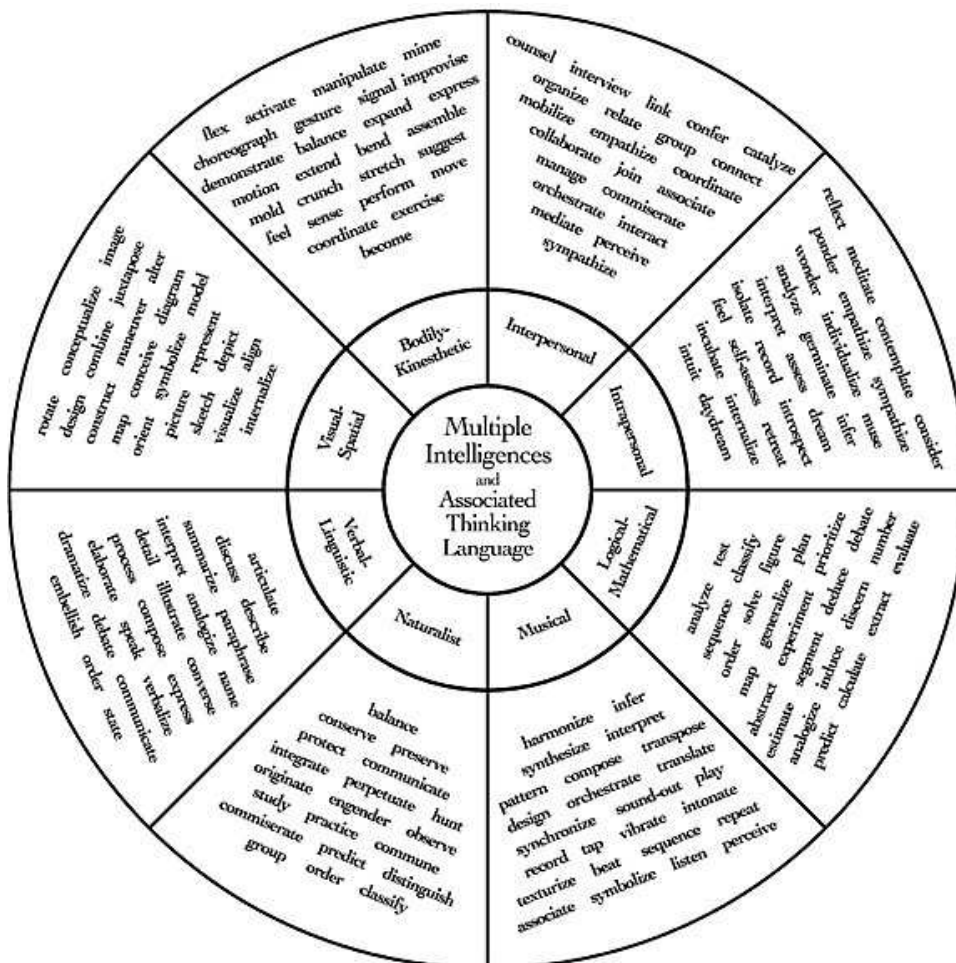 Multiple
Intelligences
and
Associated
Thinking
Language
Bodily-
Kinesthetic
flex activate manipulate mime
choreograph gesture signal improvise
demonstrate balance expand express
motion extend bend assemble
mold crunch stretch suggest
feel sense perform move
coordinate exercise
become
Interpersonal
counsel interview link confer catalyze
organize relate group connect
mobilize empathize coordinate
collaborate join associate
manage commiserate
orchestrate interact
mediate perceive
sympathize
Intrapersonal
reflect meditate contemplate consider
ponder empathize sympathize
wonder individualize muse
analyze germinate infer
interpret assess dream
isolate record introspect
feel self-assess retreat
incubate internalize
intuit daydream
Logical-
Mathematical
analyze test
sequence classify
order solve figure
map generalize plan prioritize
abstract experiment deduce debate
estimate segment discern number
analogize induce extract evaluate
predict calculate
Musical
harmonize infer
synthesize interpret
pattern compose transpose
design orchestrate translate
synchronize sound-out play
record tap vibrate intonate
texturize beat sequence repeat
associate symbolize listen perceive
Naturalist
balance
conserve preserve
protect communicate
integrate perpetuate hunt
originate engender observe
study practice commune
commiserate predict distinguish
group order classify
Verbal-
Linguistic
articulate
discuss describe
summarize paraphrase
interpret analogize name
detail illustrate converse
process compose express
elaborate speak verbalize
dramatize debate communicate
embellish order state
Visual-
Spatial
rotate conceptualize image
design combine juxtapose
construct maneuver alter
map conceive diagram
orient symbolize model
picture represent
sketch depict
visualize align
internalize